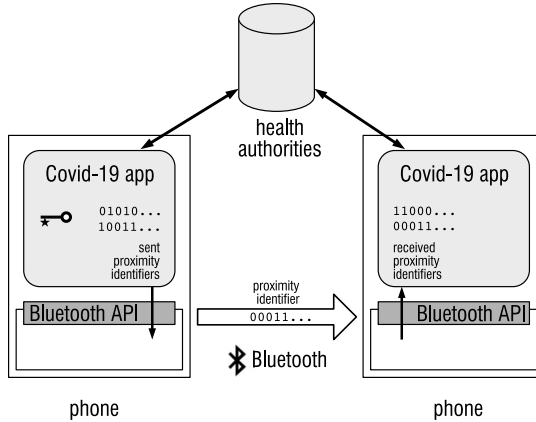 health
authorities
Covid-19 app
01010...
10011...
sent
proximity
identifiers
Bluetooth API
phone
proximity
identifier
00011...
Bluetooth
Covid-19 app
11000...
00011...
received
proximity
identifiers
Bluetooth API
phone